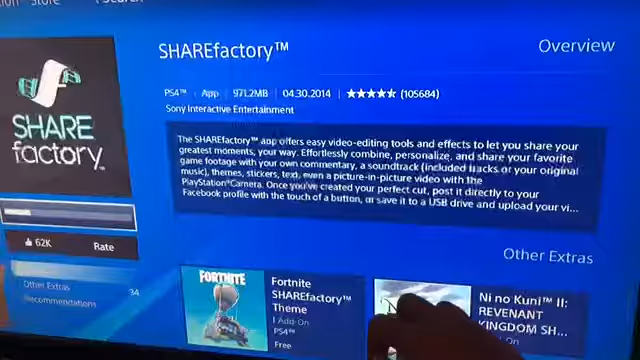 Store
Search
SHAREfactory™
Overview
PS4™ | App | 971.2MB | 04.30.2014 | ★★★★★ (105684)
Sony Interactive Entertainment
SHARE
factory™
The SHAREfactory™ app offers easy video-editing tools and effects to let you share your
greatest moments, your way. Effortlessly combine, personalize, and share your favorite
game footage with your own commentary, a soundtrack (included tracks or your original
music), themes, stickers, text, even a picture-in-picture video with the
PlayStation®Camera. Once you've created your perfect cut, post it directly to your
Facebook profile with the touch of a button, or save it to a USB drive and upload your vi...
62K
Rate
Other Extras
34
Recommendations
Other Extras
FORTNITE
Fortnite
SHAREfactory™
Theme
| Add-On
PS4™
Free
Ni no Kuni™ II:
REVENANT
KINGDOM SH...